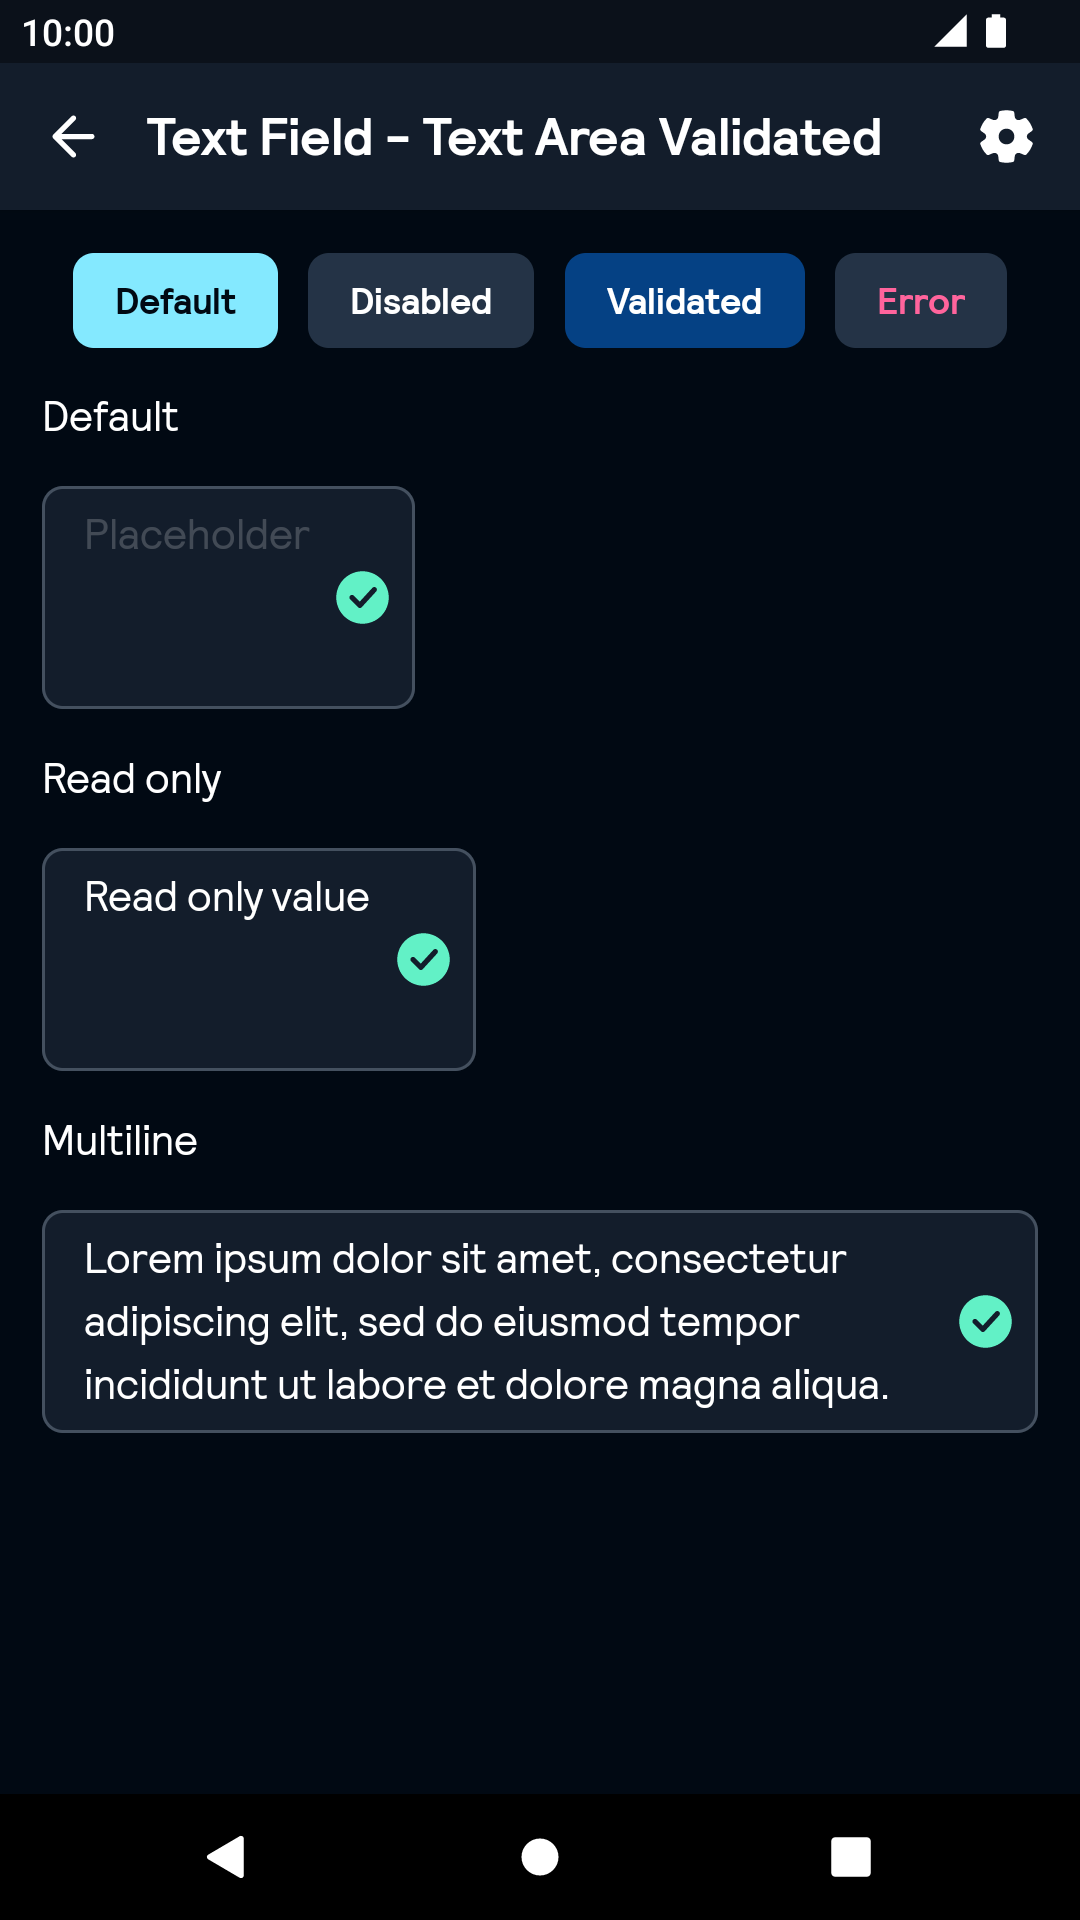 10:00
Text Field - Text Area Validated
Default Disabled Validated Error
Default
Placeholder
Read only
Read only value
Multiline
Lorem ipsum dolor sit amet, consectetur
adipiscing elit, sed do eiusmod tempor
incididunt ut labore et dolore magna aliqua.